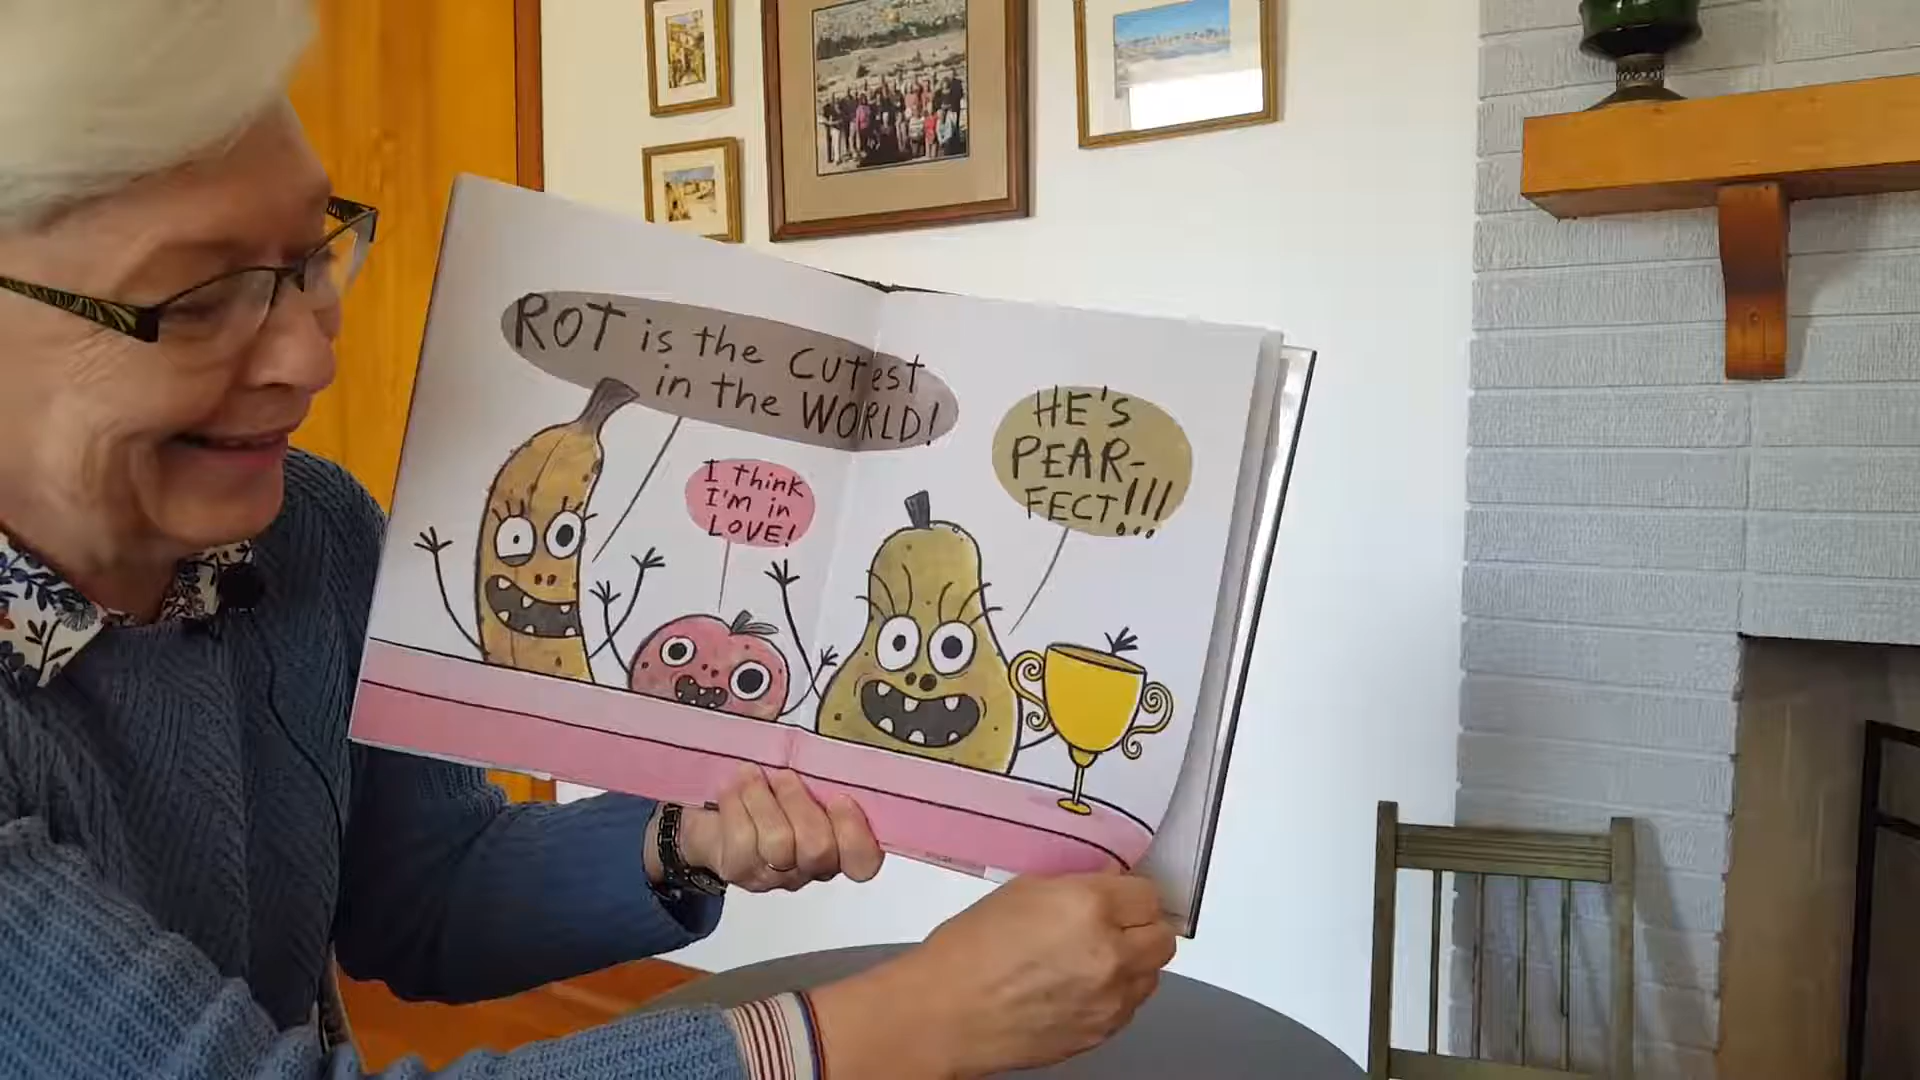 ROT is the CUTEST
in the WORLD!
I think
I'M in
LOVE!
HE'S
PEAR-
FECT!!!